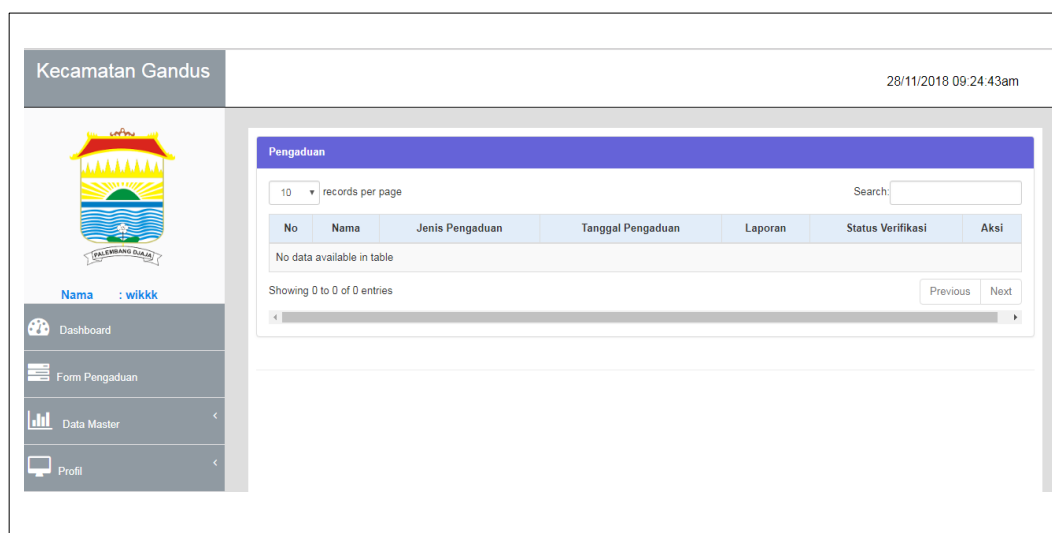 Kecamatan Gandus
28/11/2018 09:24:43am
PALEMBANG DJAJA
Nama : wikkk
Dashboard
Form Pengaduan
Data Master
Profil
Pengaduan
10 records per page Search:
No Nama Jenis Pengaduan Tanggal Pengaduan Laporan Status Verifikasi Aksi
No data available in table
Showing 0 to 0 of 0 entries Previous Next